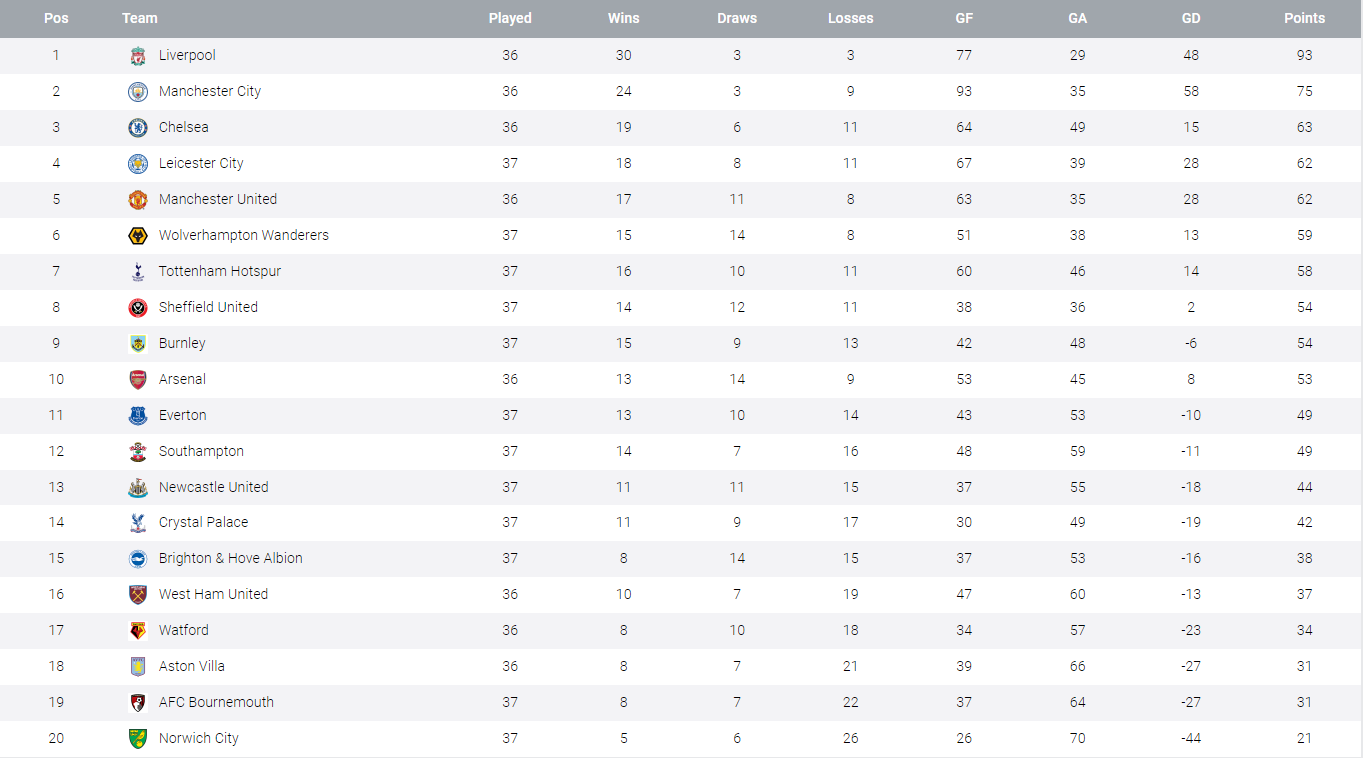 Pos Team Played Wins Draws Losses GF GA GD Points
1 Liverpool 36 30 3 3 77 29 48 93
2 Manchester City 36 24 3 9 93 35 58 75
3 Chelsea 36 19 6 11 64 49 15 63
4 Leicester City 37 18 8 11 67 39 28 62
5 Manchester United 36 17 11 8 63 35 28 62
6 Wolverhampton Wanderers 37 15 14 8 51 38 13 59
7 Tottenham Hotspur 37 16 10 11 60 46 14 58
8 Sheffield United 37 14 12 11 38 36 2 54
9 Burnley 37 15 9 13 42 48 -6 54
10 Arsenal 36 13 14 9 53 45 8 53
11 Everton 37 13 10 14 43 53 -10 49
12 Southampton 37 14 7 16 48 59 -11 49
13 Newcastle United 37 11 11 15 37 55 -18 44
14 Crystal Palace 37 11 9 17 30 49 -19 42
15 Brighton & Hove Albion 37 8 14 15 37 53 -16 38
16 West Ham United 36 10 7 19 47 60 -13 37
17 Watford 36 8 10 18 34 57 -23 34
18 Aston Villa 36 8 7 21 39 66 -27 31
19 AFC Bournemouth 37 8 7 22 37 64 -27 31
20 Norwich City 37 5 6 26 26 70 -44 21